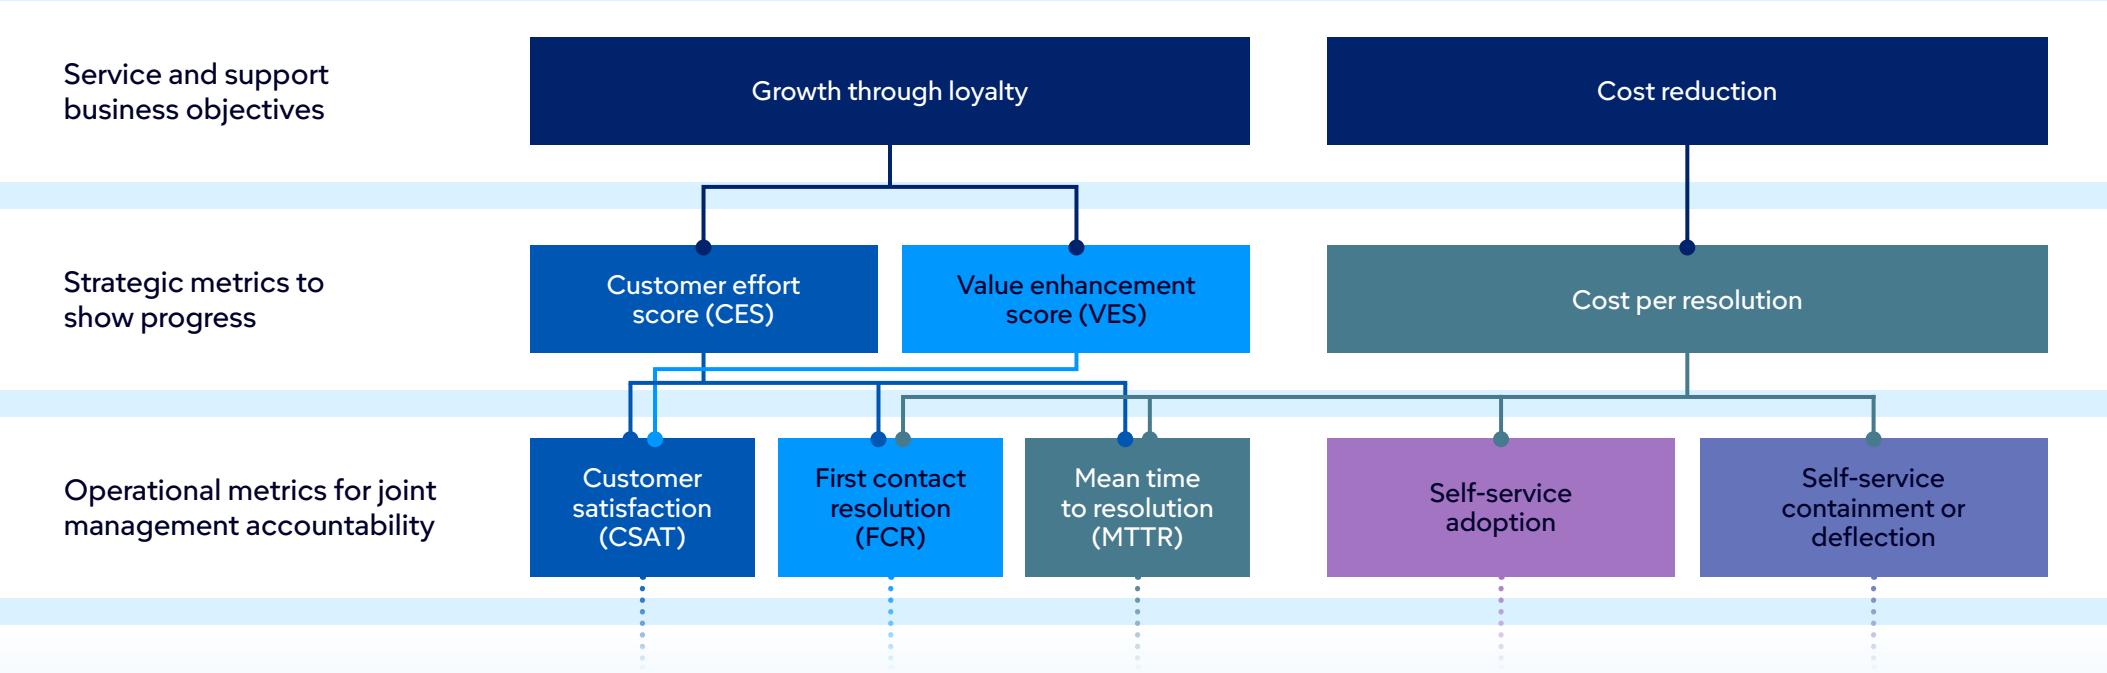 Service and support
business objectives
Growth through loyalty
Cost reduction
Strategic metrics to
show progress
Customer effort
score (CES)
Value enhancement
score (VES)
Cost per resolution
Operational metrics for joint
management accountability
Customer
satisfaction
(CSAT)
First contact
resolution
(FCR)
Mean time
to resolution
(MTTR)
Self-service
adoption
Self-service
containment or
deflection